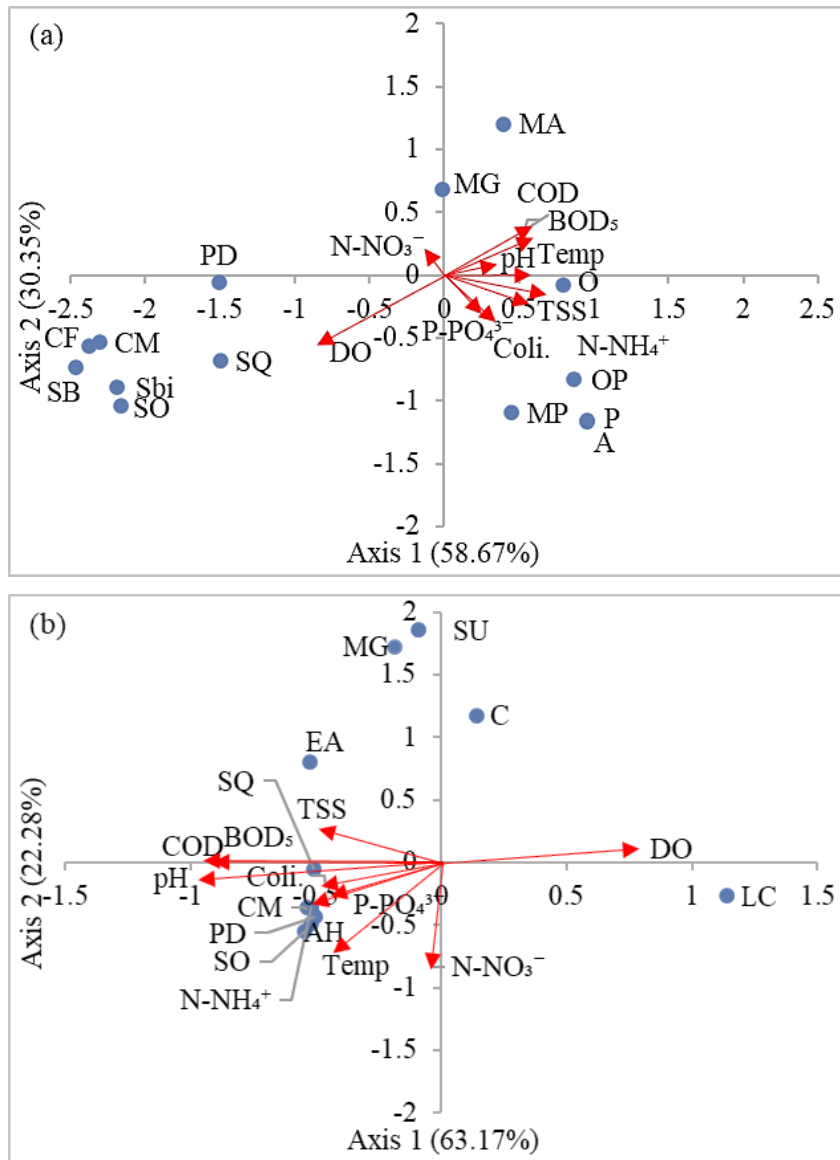 (a)
2
1.5
MA
1
MG
COD
0.5
BOD₅
N-NO₃⁻
pH
Temp
PD
0
O
-2.5
-2
-1.5
-1
-0.5
0
0.5
1
1.5
2
2.5
TSS
P-PO₄³⁻
CF
CM
DO
-0.5
Coli.
N-NH₄⁺
SB
Sbi
SQ
OP
SO
-1
MP
P
A
-1.5
-2
Axis 2 (30.35%)
Axis 1 (58.67%)
(b)
2
SU
MG
1.5
C
1
EA
SQ
0.5
TSS
COD
BOD₅
0
DO
-1.5
-1
-0.5
0
0.5
1
1.5
pH
Coli.
LC
CM
P-PO₄³⁻
-0.5
PD
AH
SO
Temp
N-NO₃⁻
N-NH₄⁺
-1
-1.5
-2
Axis 2 (22.28%)
Axis 1 (63.17%)